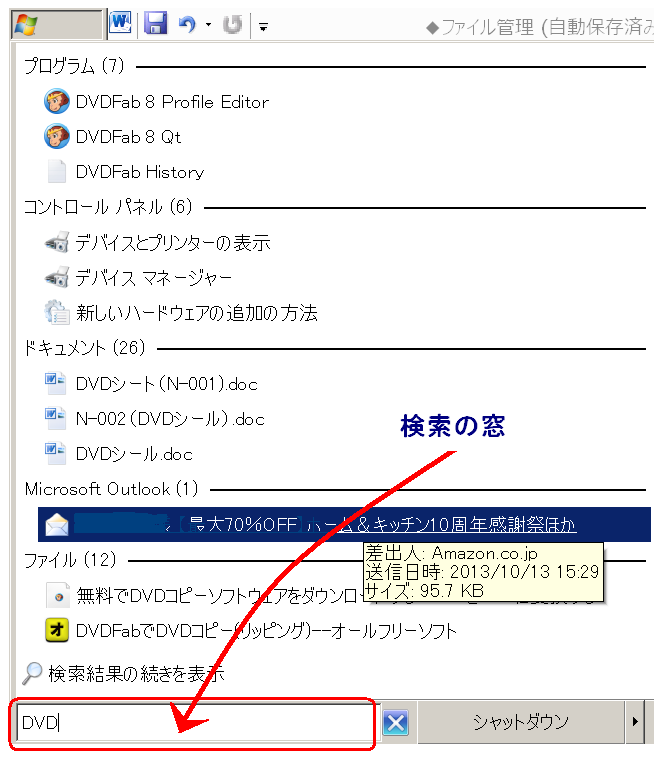 ◆ファイル管理 (自動保存済み
プログラム (7)
DVDFab 8 Profile Editor
DVDFab 8 Qt
DVDFab History
コントロール パネル (6)
デバイスとプリンターの表示
デバイス マネージャー
新しいハードウェアの追加の方法
ドキュメント (26)
DVDシート（N-001).doc
N-002（DVDシール）.doc
DVDシール.doc
検索の窓
Microsoft Outlook (1)
最大70％OFF】ホーム＆キッチン10周年感謝祭ほか
差出人: Amazon.co.jp
送信日時: 2013/10/13 15:29
サイズ: 95.7 KB
ファイル (12)
無料でDVDコピーソフトウェアをダウンロード
DVDFabでDVDコピー(リッピング)--オールフリーソフト
検索結果の続きを表示
DVD
シャットダウン